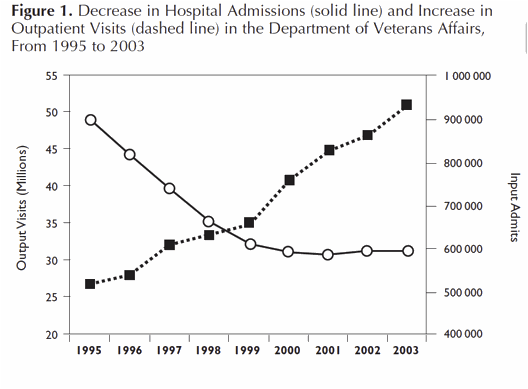 Figure 1. Decrease in Hospital Admissions (solid line) and Increase in
Outpatient Visits (dashed line) in the Department of Veterans Affairs,
From 1995 to 2003
55
50
45
40
35
30
25
20
Output Visits (Millions)
1 000 000
900 000
800 000
700 000
600 000
500 000
400 000
Input Admits
1995 1996 1997 1998 1999 2000 2001 2002 2003